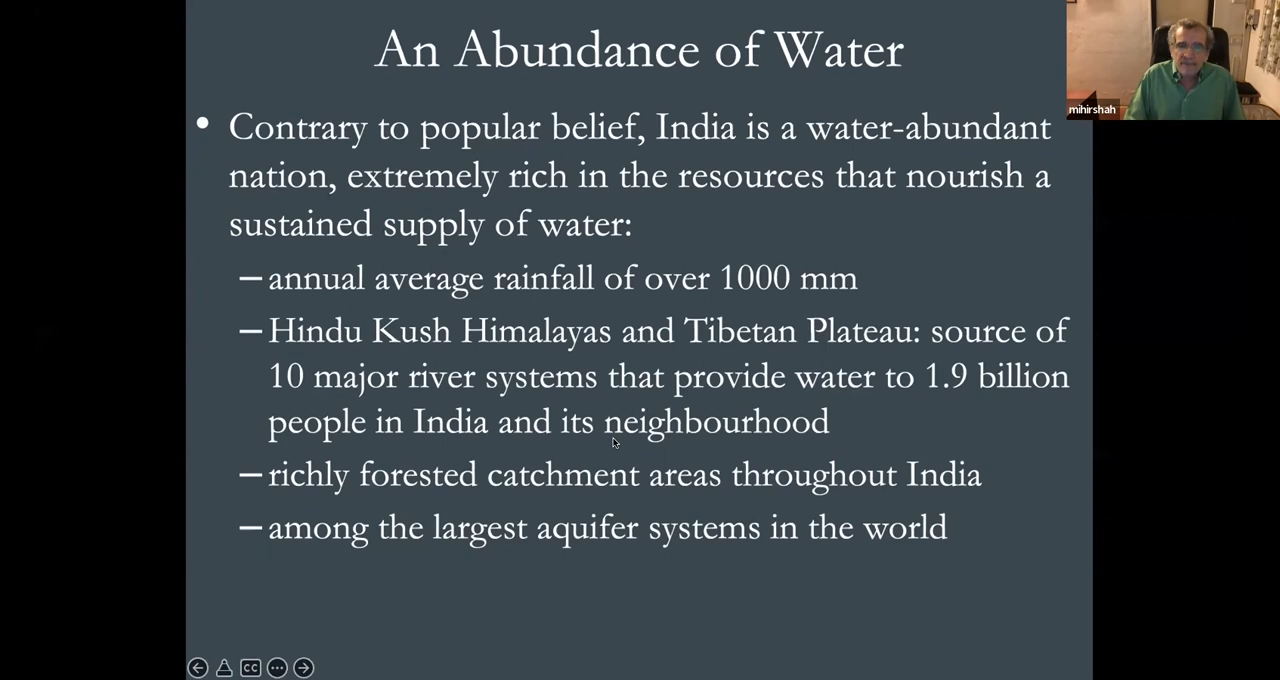 An Abundance of Water
mihirshah
• Contrary to popular belief, India is a water-abundant
nation, extremely rich in the resources that nourish a
sustained supply of water:
– annual average rainfall of over 1000 mm
– Hindu Kush Himalayas and Tibetan Plateau: source of
10 major river systems that provide water to 1.9 billion
people in India and its neighbourhood
– richly forested catchment areas throughout India
– among the largest aquifer systems in the world
CC